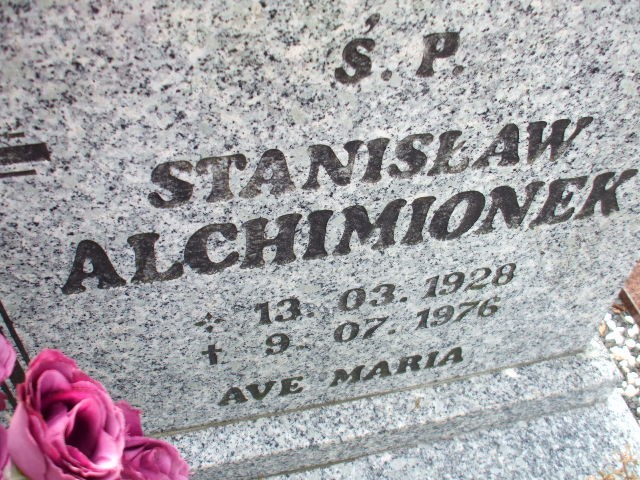 Ś. P.
STANISŁAW
ALCHIMIONEK
13. 03. 1928
✝ 9. 07. 1976
AVE MARIA